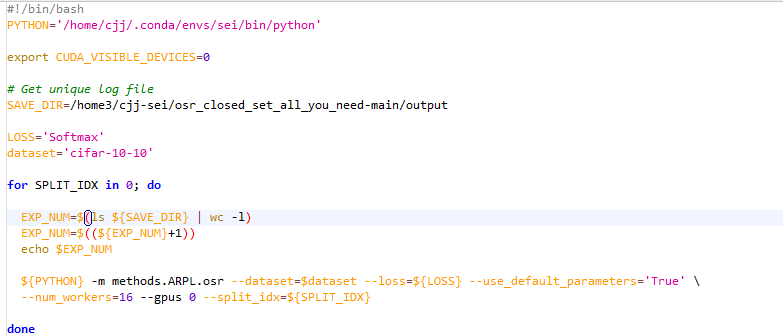 #!/bin/bash
PYTHON='/home/cjj/.conda/envs/sei/bin/python'
export CUDA_VISIBLE_DEVICES=0
# Get unique log file
SAVE_DIR=/home3/cjj-sei/osr_closed_set_all_you_need-main/output
LOSS='Softmax'
dataset='cifar-10-10'
for SPLIT_IDX in 0; do
EXP_NUM=$(ls ${SAVE_DIR} | wc -l)
EXP_NUM=$((${EXP_NUM}+1))
echo $EXP_NUM
${PYTHON} -m methods.ARPL.osr --dataset=$dataset --loss=${LOSS} --use_default_parameters='True' \
--num_workers=16 --gpus 0 --split_idx=${SPLIT_IDX}
done